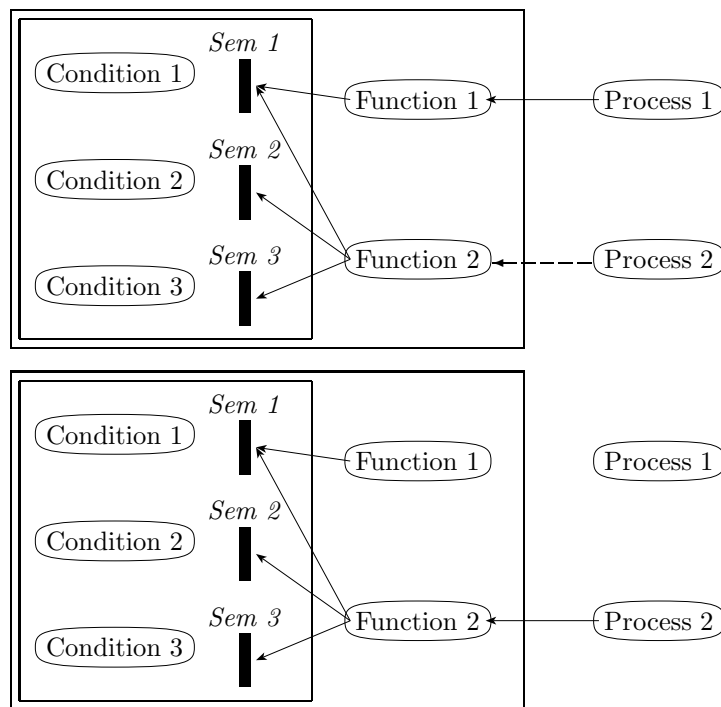 Sem 1
Condition 1
Function 1
Process 1
Sem 2
Condition 2
Sem 3
Function 2
Process 2
Condition 3
Sem 1
Condition 1
Function 1
Process 1
Sem 2
Condition 2
Sem 3
Function 2
Process 2
Condition 3